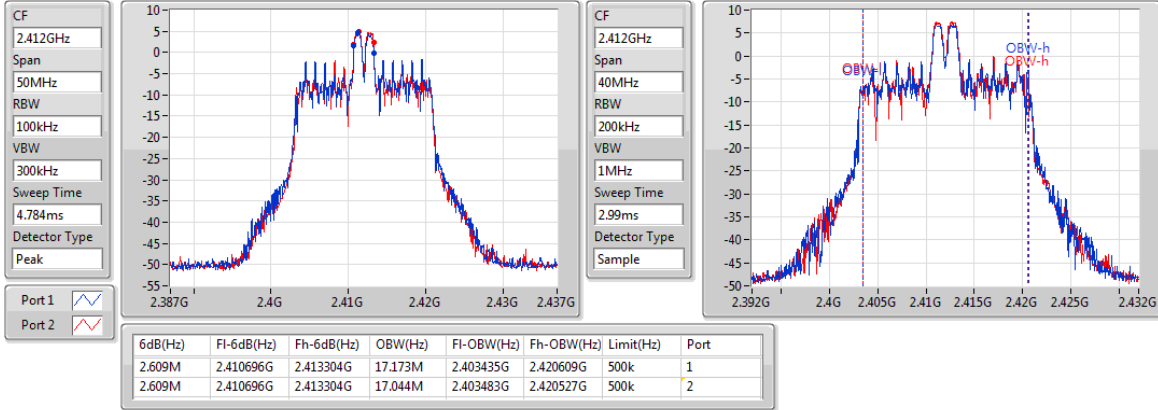 CF
2.412GHz
Span
50MHz
RBW
100kHz
VBW
300kHz
Sweep Time
4.784ms
Detector Type
Peak
Port 1
Port 2
10
5
0
-5
-10
-15
-20
-25
-30
-35
-40
-45
-50
-55
2.387G 2.4G 2.41G 2.42G 2.43G 2.437G
CF
2.412GHz
Span
40MHz
RBW
200kHz
VBW
1MHz
Sweep Time
2.99ms
Detector Type
Sample
10
5
0
-5
-10
-15
-20
-25
-30
-35
-40
-45
-50
OBW-l
OBW-h
OBW-h
2.392G 2.4G 2.405G 2.41G 2.415G 2.42G 2.425G 2.432G
6dB(Hz) Fl-6dB(Hz) Fh-6dB(Hz) OBW(Hz) Fl-OBW(Hz) Fh-OBW(Hz) Limit(Hz) Port
2.609M 2.410696G 2.413304G 17.173M 2.403435G 2.420609G 500k 1
2.609M 2.410696G 2.413304G 17.044M 2.403483G 2.420527G 500k 2